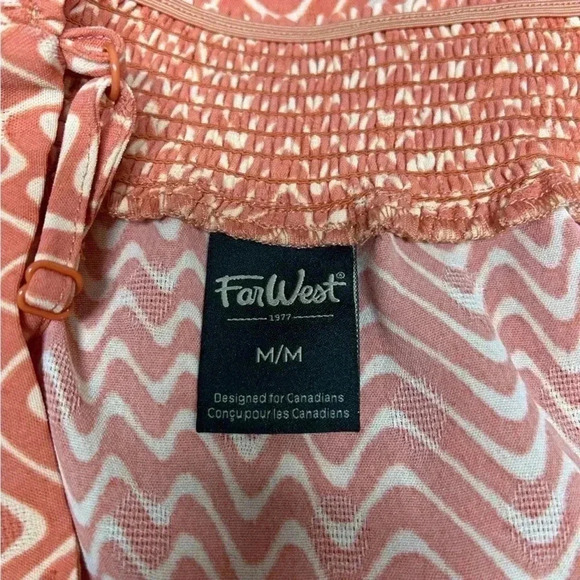 FarWest®
1977
M/M
Designed for Canadians
Conçu pour les Canadiens